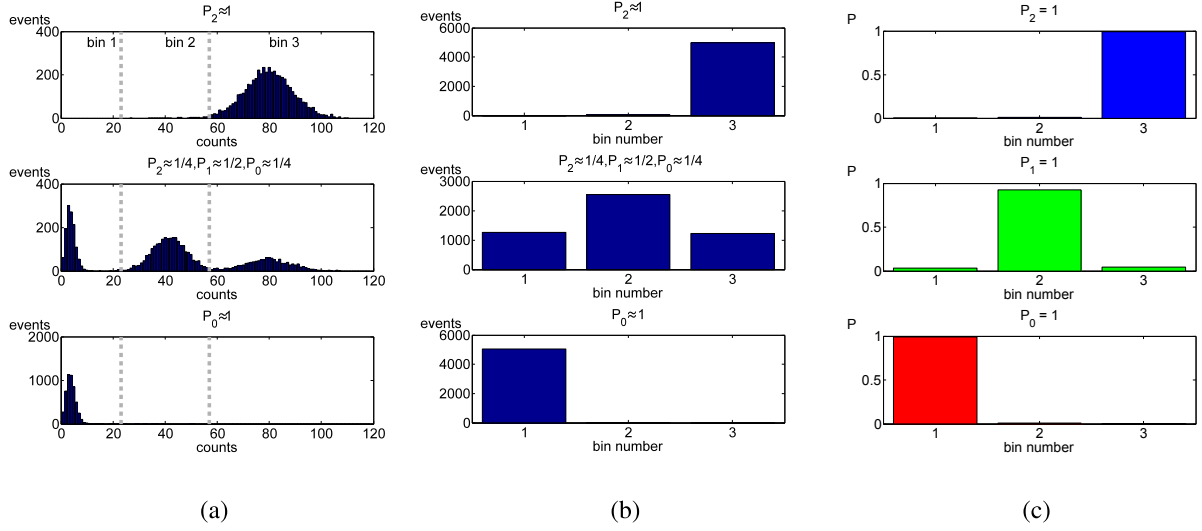 P2≈1
events
400
bin 1 bin 2 bin 3
200
0
0 20 40 60 80 100 120
counts
P2≈1/4,P1≈1/2,P0≈1/4
events
400
200
0
0 20 40 60 80 100 120
counts
P0≈1
events
2000
1000
0
0 20 40 60 80 100 120
counts
(a)
P2≈1
events
6000
4000
2000
0
1 2 3
bin number
P2≈1/4,P1≈1/2,P0≈1/4
events
3000
2000
1000
0
1 2 3
bin number
P0≈1
events
6000
4000
2000
0
1 2 3
bin number
(b)
P2 = 1
P
1
0.5
0
1 2 3
bin number
P1 = 1
P
1
0.5
0
1 2 3
bin number
P0 = 1
P
1
0.5
0
1 2 3
bin number
(c)